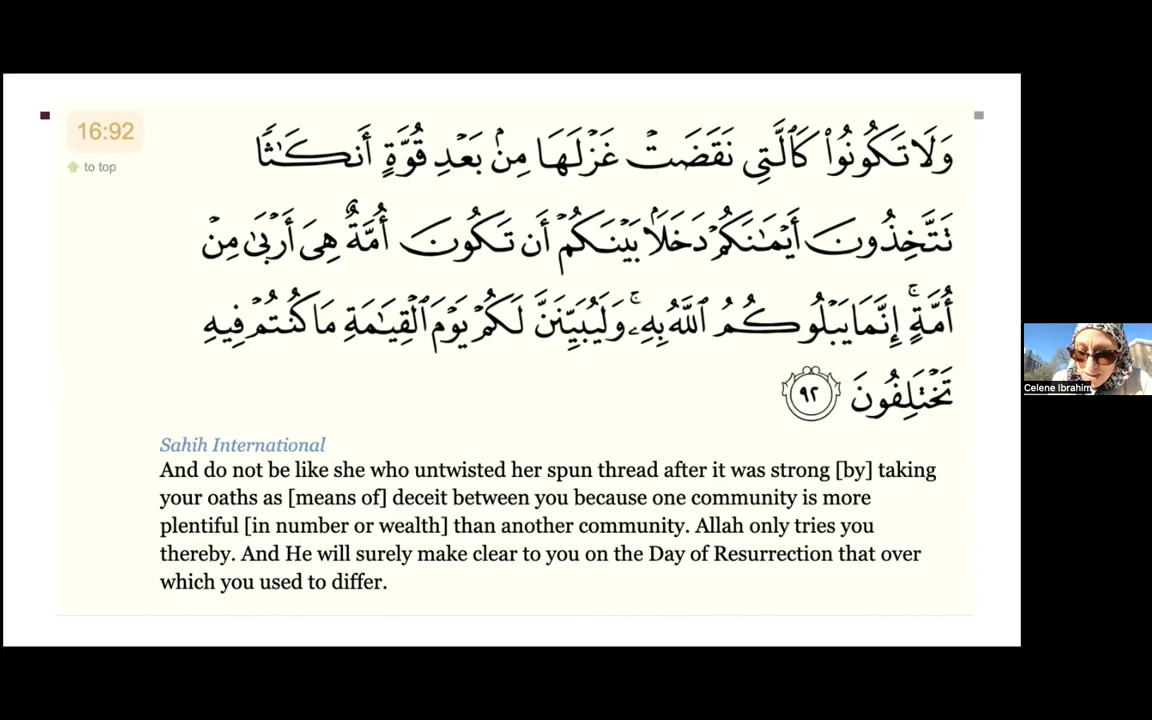 16:92
to top
وَلَا تَكُونُوا۟ كَٱلَّتِى نَقَضَتْ غَزْلَهَا مِنۢ بَعْدِ قُوَّةٍ أَنكَـٰثًا
تَتَّخِذُونَ أَيْمَـٰنَكُمْ دَخَلًۢا بَيْنَكُمْ أَن تَكُونَ أُمَّةٌ هِىَ أَرْبَىٰ مِنْ
أُمَّةٍ ۚ إِنَّمَا يَبْلُوكُمُ ٱللَّهُ بِهِۦ ۚ وَلَيُبَيِّنَنَّ لَكُمْ يَوْمَ ٱلْقِيَـٰمَةِ مَا كُنتُمْ فِيهِ
تَخْتَلِفُونَ ٩٢
Sahih International
And do not be like she who untwisted her spun thread after it was strong [by] taking
your oaths as [means of] deceit between you because one community is more
plentiful [in number or wealth] than another community. Allah only tries you
thereby. And He will surely make clear to you on the Day of Resurrection that over
which you used to differ.
Celene Ibrahim